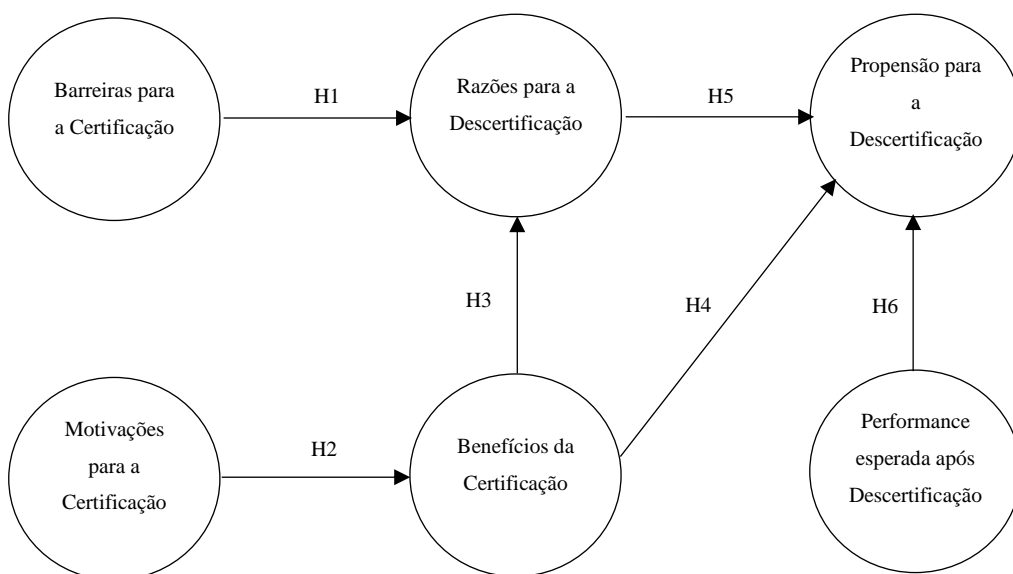 Barreiras para
a Certificação
H1
Razões para a
Descertificação
H5
Propensão para
a
Descertificação
H3
H4
H6
Motivações
para a
Certificação
H2
Benefícios da
Certificação
Performance
esperada após
Descertificação